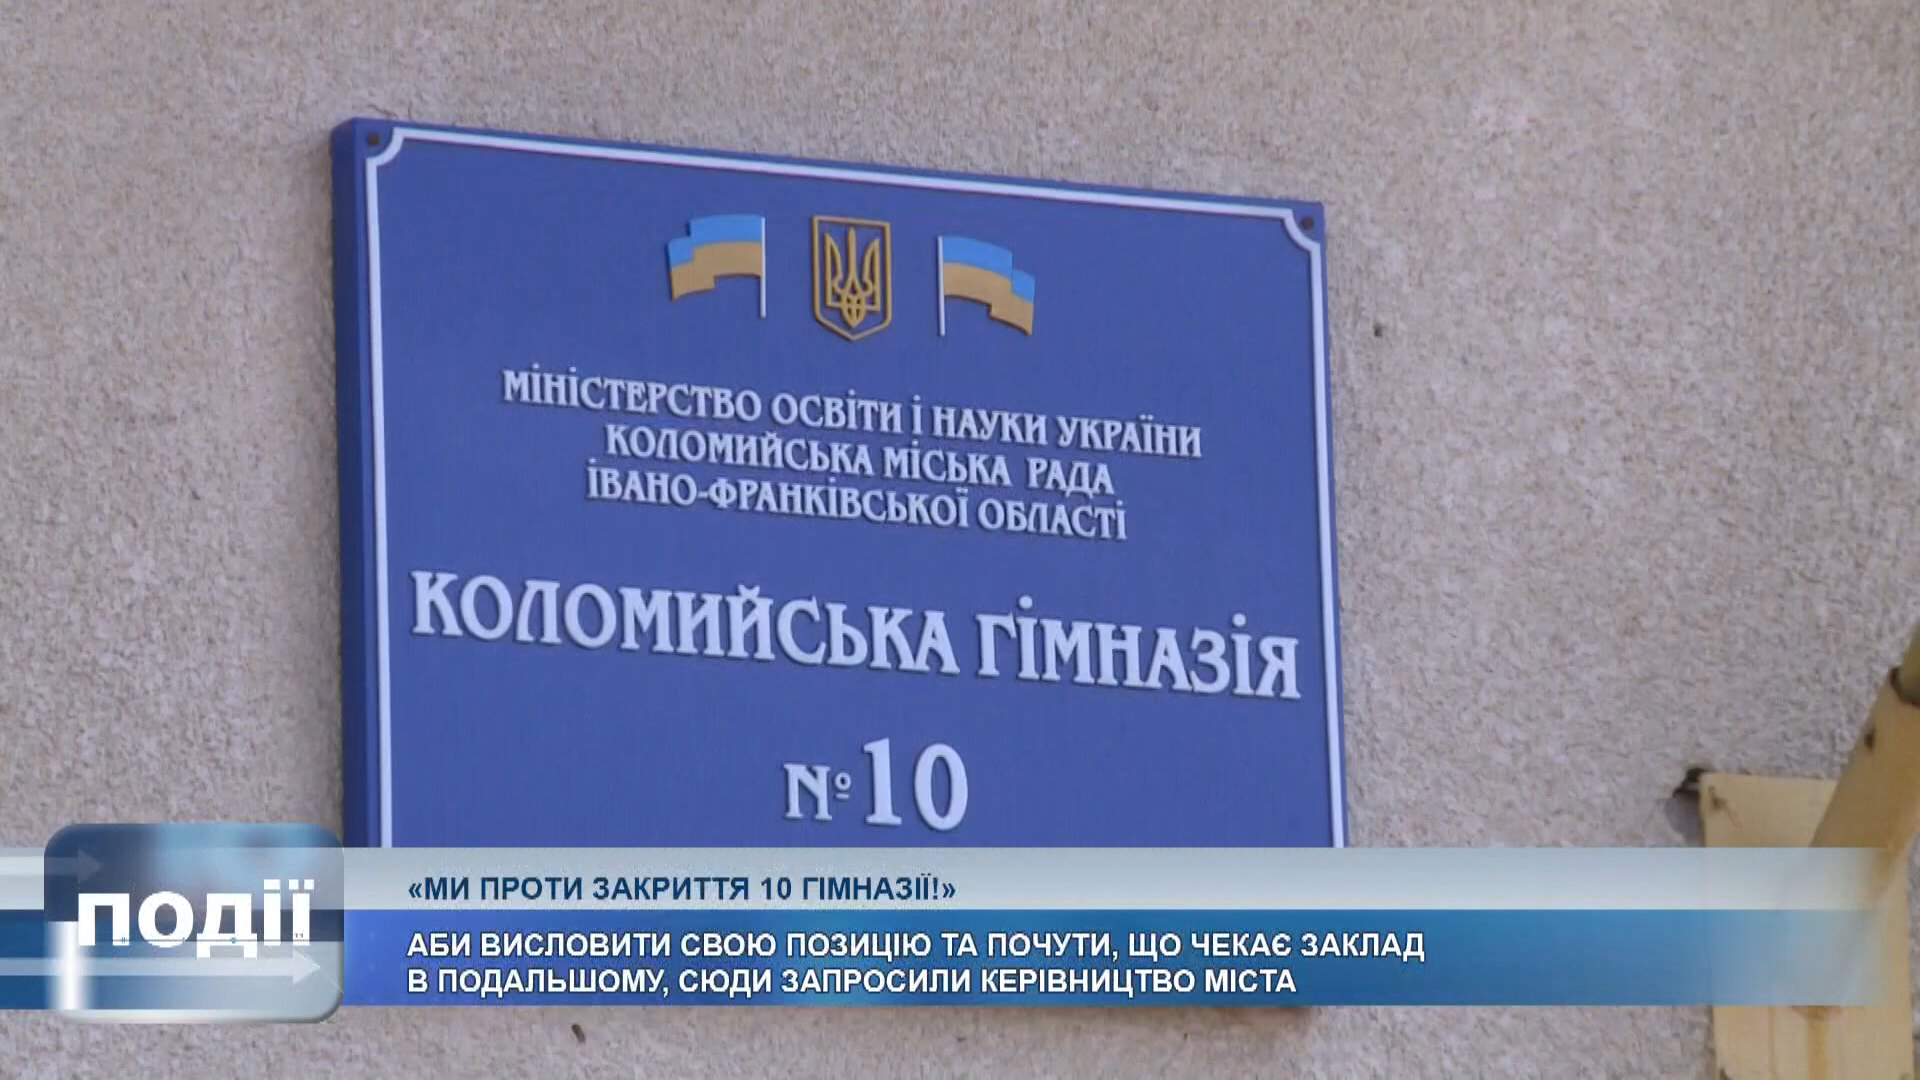 МІНІСТЕРСТВО ОСВІТИ І НАУКИ УКРАЇНИ
КОЛОМИЙСЬКА МІСЬКА РАДА
ІВАНО-ФРАНКІВСЬКОЇ ОБЛАСТІ
КОЛОМИЙСЬКА ГІМНАЗІЯ
№10
події
«МИ ПРОТИ ЗАКРИТТЯ 10 ГІМНАЗІЇ!»
АБИ ВИСЛОВИТИ СВОЮ ПОЗИЦІЮ ТА ПОЧУТИ, ЩО ЧЕКАЄ ЗАКЛАД
В ПОДАЛЬШОМУ, СЮДИ ЗАПРОСИЛИ КЕРІВНИЦТВО МІСТА